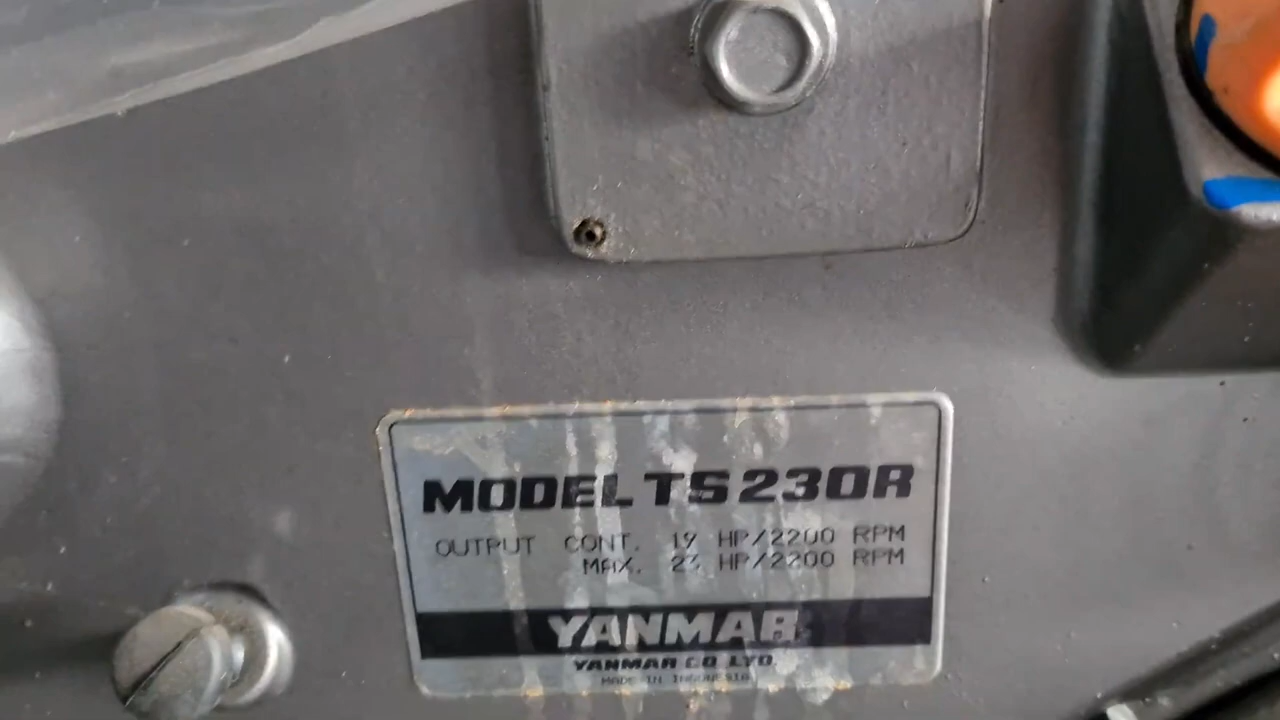 MODEL TS230R
OUTPUT CONT. 19 HP/2200 RPM
MAX. 23 HP/2200 RPM
YANMAR
YANMAR CO. LTD.
MADE IN INDONESIA